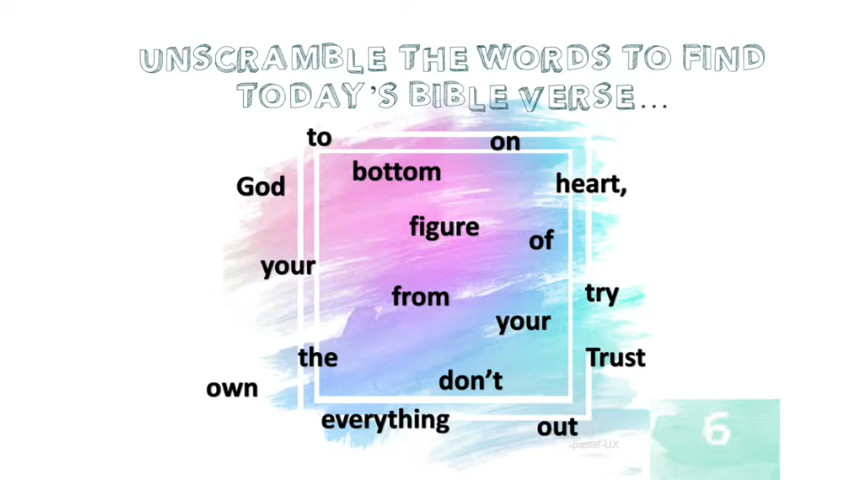 UNSCRAMBLE THE WORDS TO FIND
TODAY'S BIBLE VERSE...
to
on
bottom
God
heart,
figure
of
your
from
try
your
the
Trust
don't
own
everything
out
6